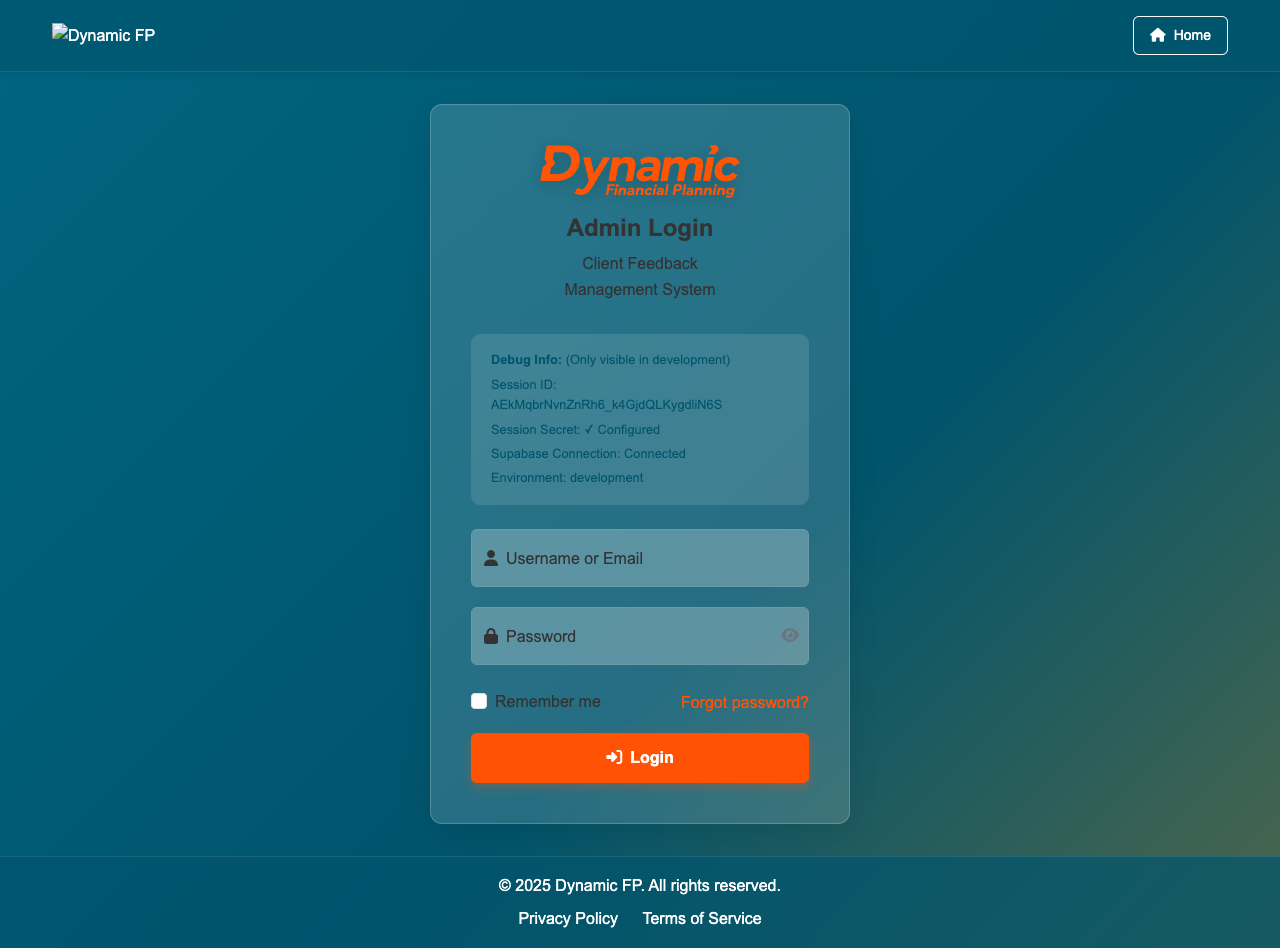 Dynamic FP
Home
Dynamic
Financial Planning
Admin Login
Client Feedback
Management System
Debug Info: (Only visible in development)
Session ID:
AEkMqbrNvnZnRh6_k4GjdQLKygdliN6S
Session Secret: ✓ Configured
Supabase Connection: Connected
Environment: development
Username or Email
Password
Remember me
Forgot password?
Login
© 2025 Dynamic FP. All rights reserved.
Privacy Policy
Terms of Service